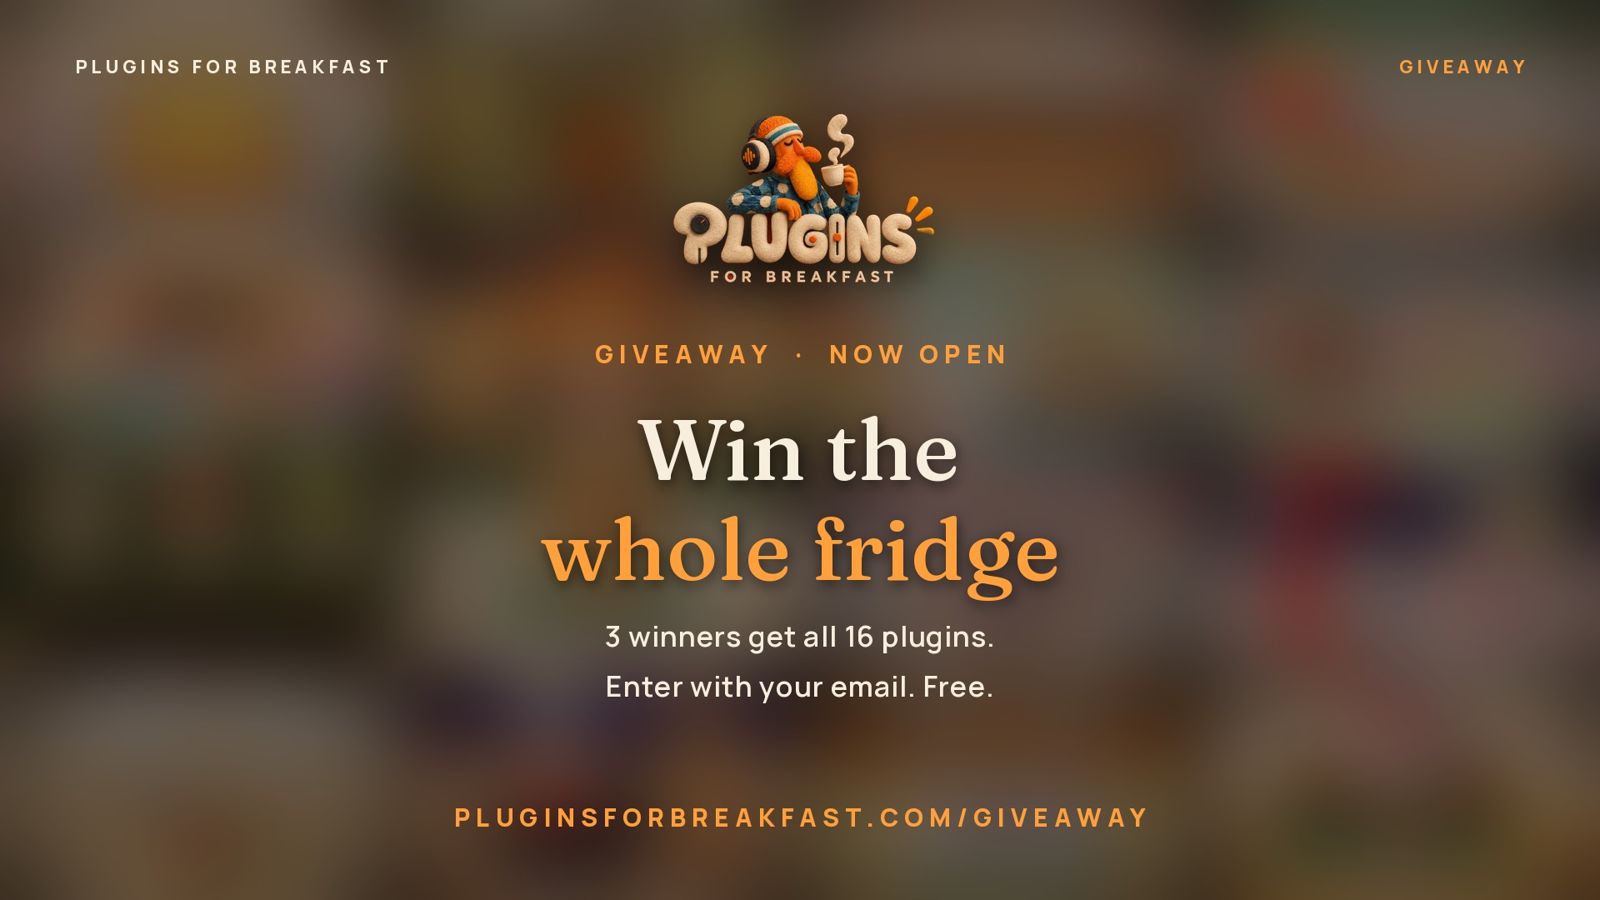 PLUGINS FOR BREAKFAST
GIVEAWAY
PLUGINS
FOR BREAKFAST
GIVEAWAY · NOW OPEN
Win the
whole fridge
3 winners get all 16 plugins.
Enter with your email. Free.
PLUGINSFORBREAKFAST.COM/GIVEAWAY